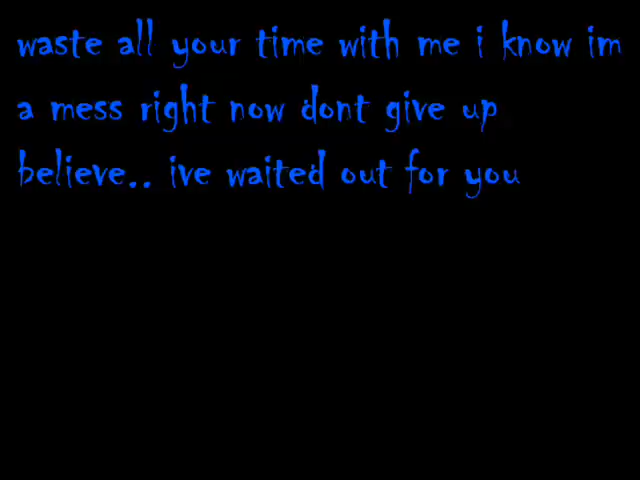 waste all your time with me i know im
a mess right now dont give up
believe.. ive waited out for you